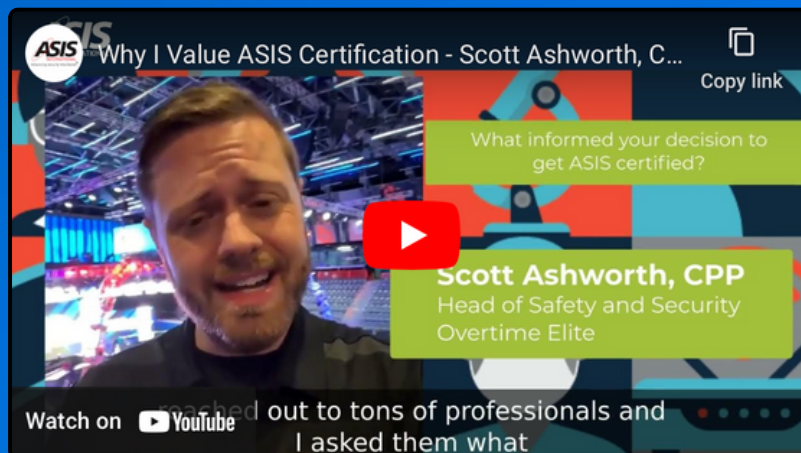 ASIS
Why I Value ASIS Certification - Scott Ashworth, C...
Copy link
What informed your decision to
get ASIS certified?
Scott Ashworth, CPP
Head of Safety and Security
Overtime Elite
Watch on YouTube
reached out to tons of professionals and
I asked them what